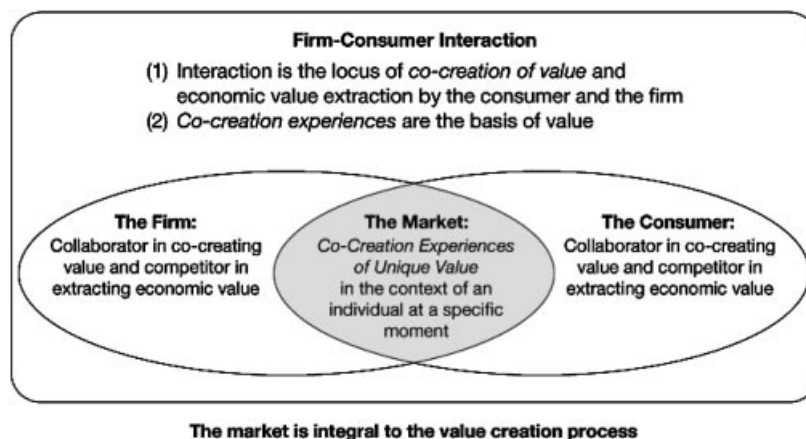 Firm-Consumer Interaction
(1) Interaction is the locus of co-creation of value and
economic value extraction by the consumer and the firm
(2) Co-creation experiences are the basis of value
The Firm:
Collaborator in co-creating
value and competitor in
extracting economic value
The Market:
Co-Creation Experiences
of Unique Value
in the context of an
individual at a specific
moment
The Consumer:
Collaborator in co-creating
value and competitor in
extracting economic value
The market is integral to the value creation process